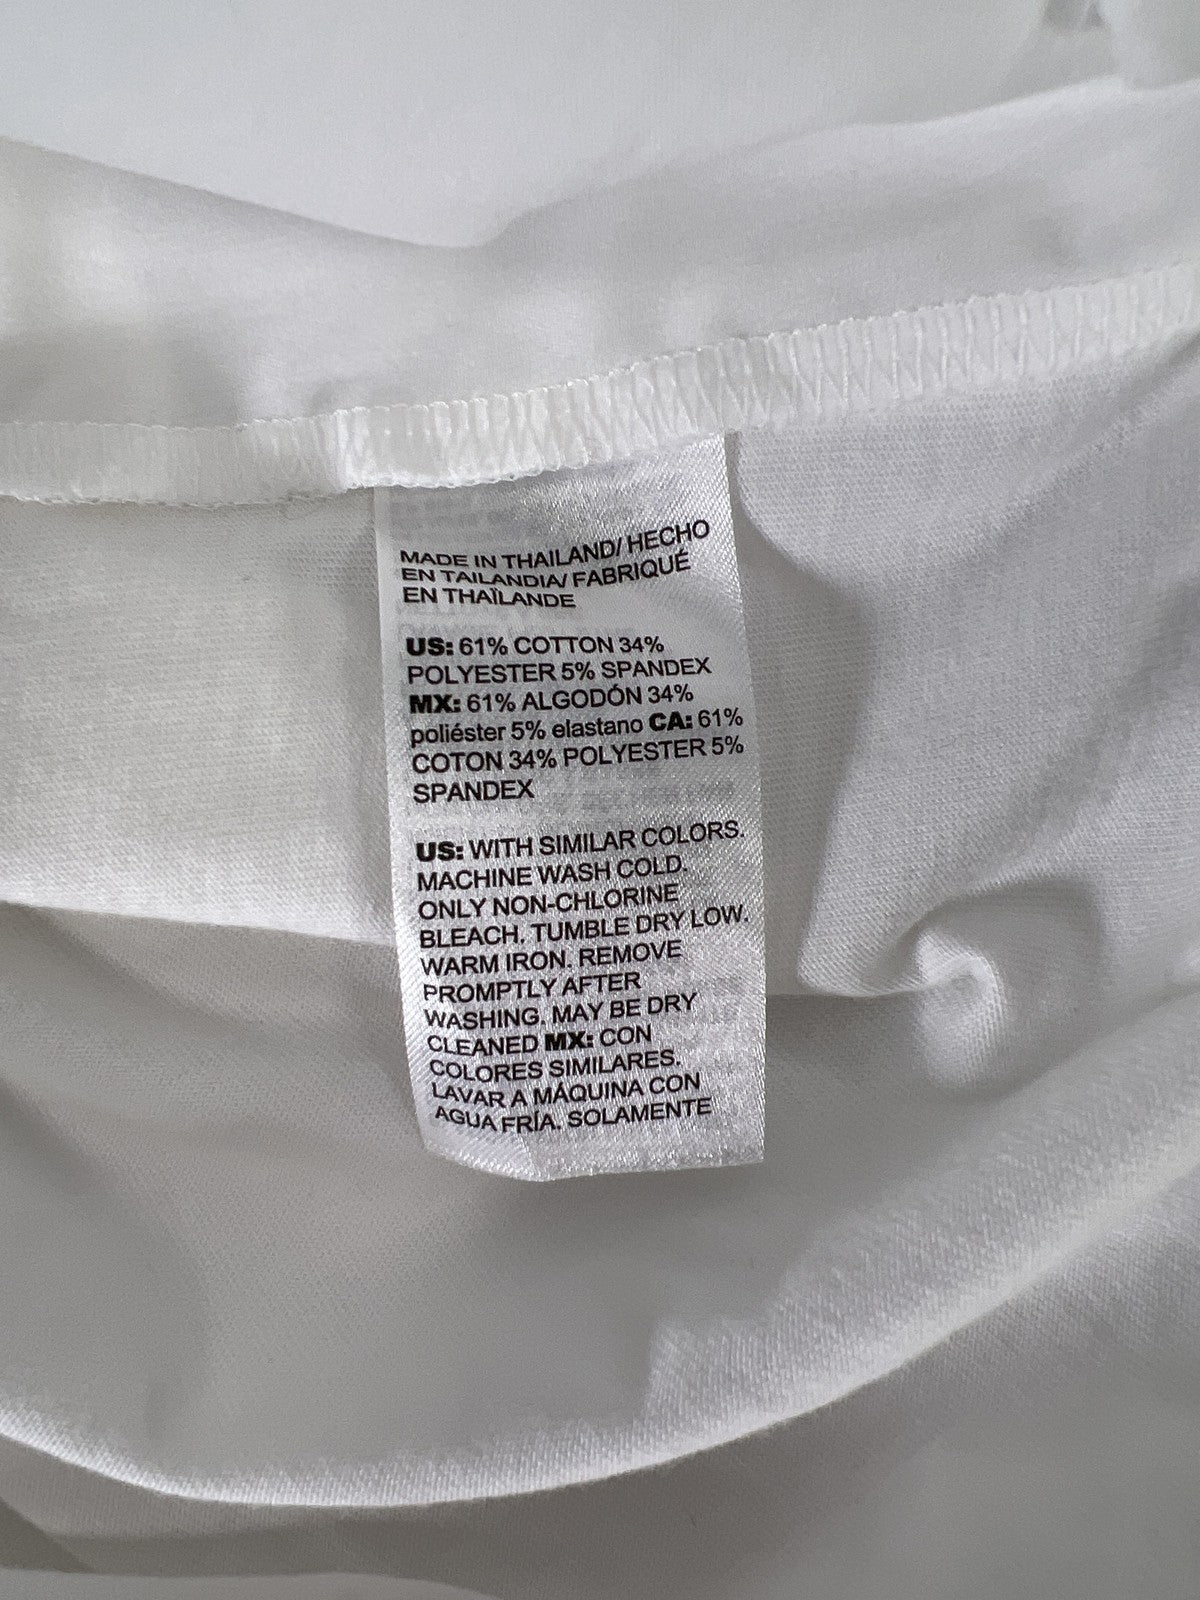 MADE IN THAILAND/ HECHO
EN TAILANDIA/ FABRIQUÉ
EN THAÏLANDE
US: 61% COTTON 34%
POLYESTER 5% SPANDEX
MX: 61% ALGODÓN 34%
poliéster 5% elastano CA: 61%
COTON 34% POLYESTER 5%
SPANDEX
US: WITH SIMILAR COLORS.
MACHINE WASH COLD.
ONLY NON-CHLORINE
BLEACH. TUMBLE DRY LOW.
WARM IRON. REMOVE
PROMPTLY AFTER
WASHING. MAY BE DRY
CLEANED MX: CON
COLORES SIMILARES.
LAVAR A MÁQUINA CON
AGUA FRÍA. SOLAMENTE